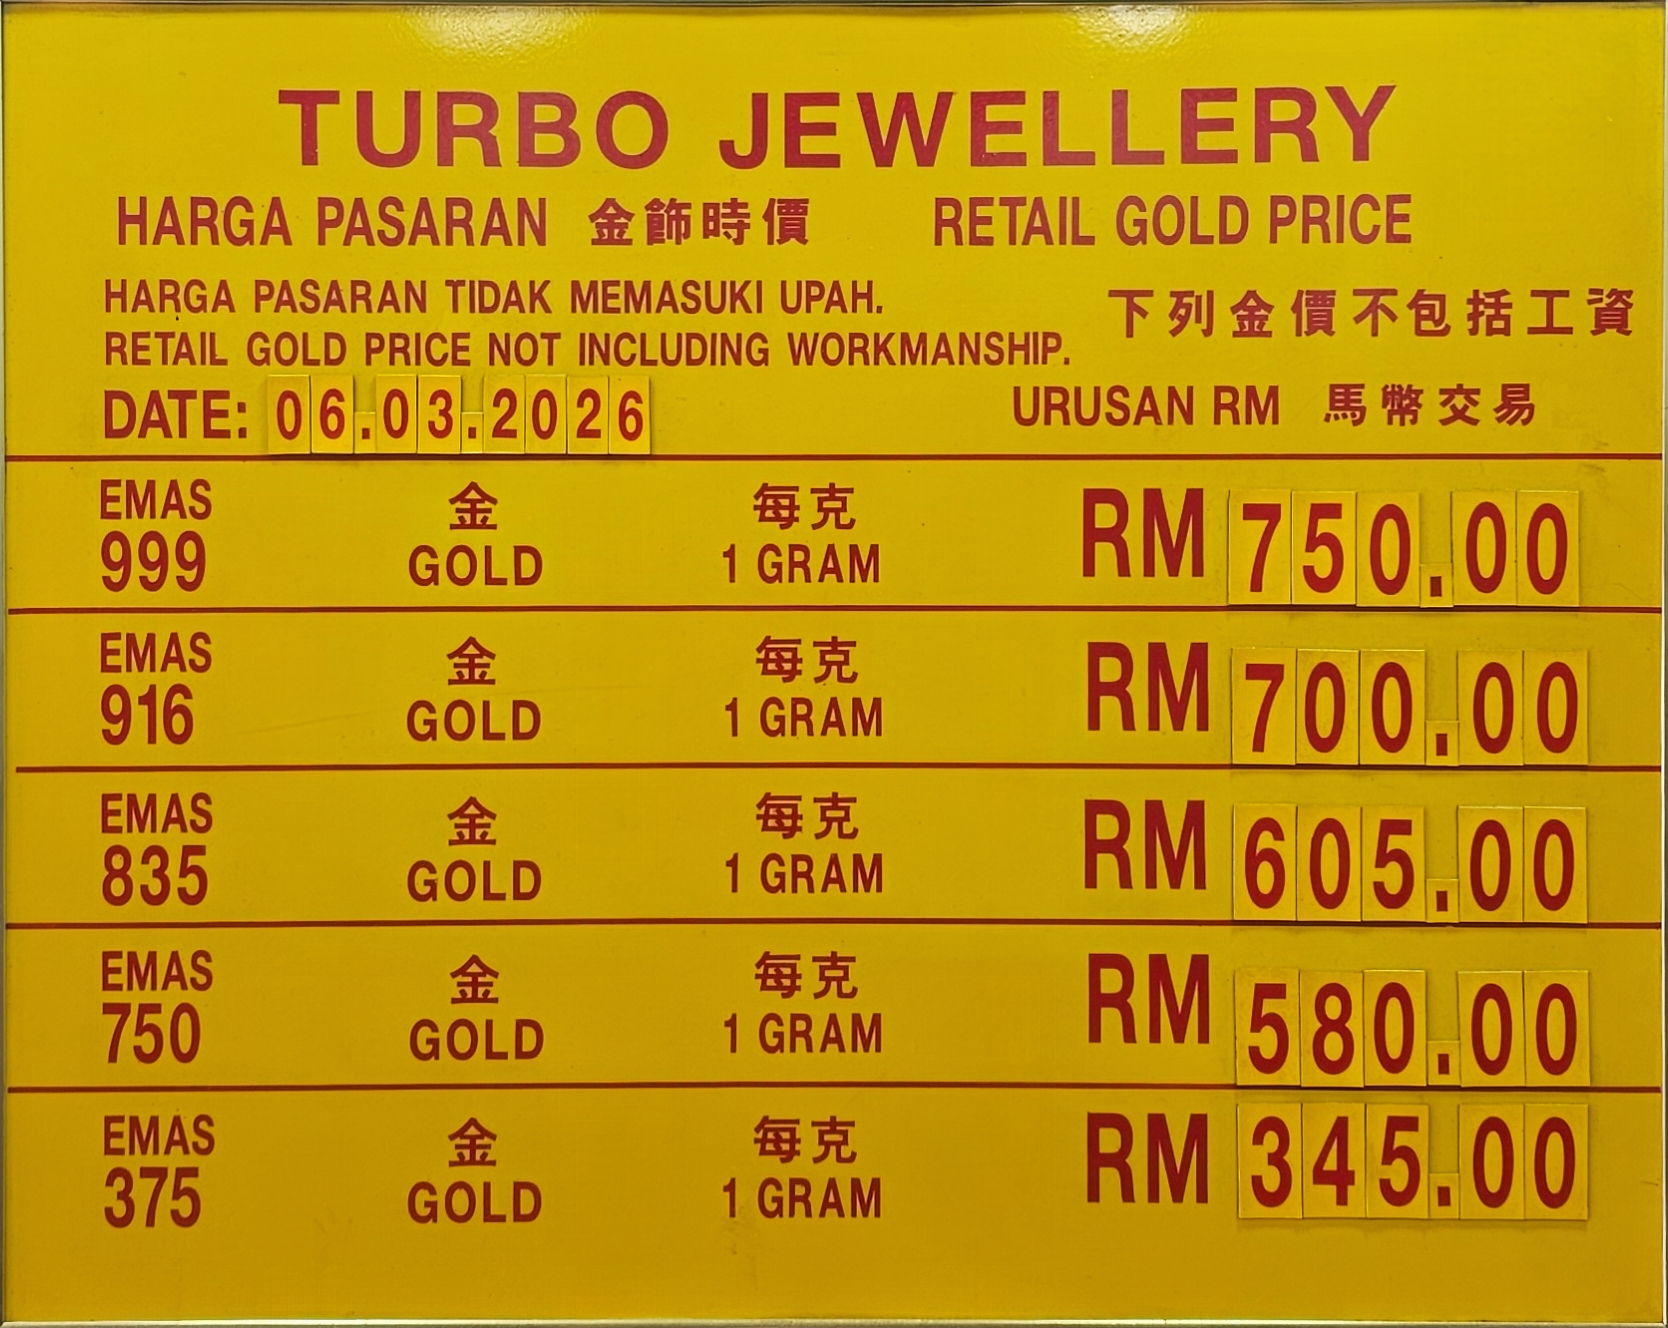 TURBO JEWELLERY
HARGA PASARAN 金飾時價 RETAIL GOLD PRICE
HARGA PASARAN TIDAK MEMASUKI UPAH.
RETAIL GOLD PRICE NOT INCLUDING WORKMANSHIP.
下列金價不包括工資
DATE: 06.03.2026
URUSAN RM 馬幣交易
EMAS 金 每克
999 GOLD 1 GRAM RM 750.00
EMAS 金 每克
916 GOLD 1 GRAM RM 700.00
EMAS 金 每克
835 GOLD 1 GRAM RM 605.00
EMAS 金 每克
750 GOLD 1 GRAM RM 580.00
EMAS 金 每克
375 GOLD 1 GRAM RM 345.00